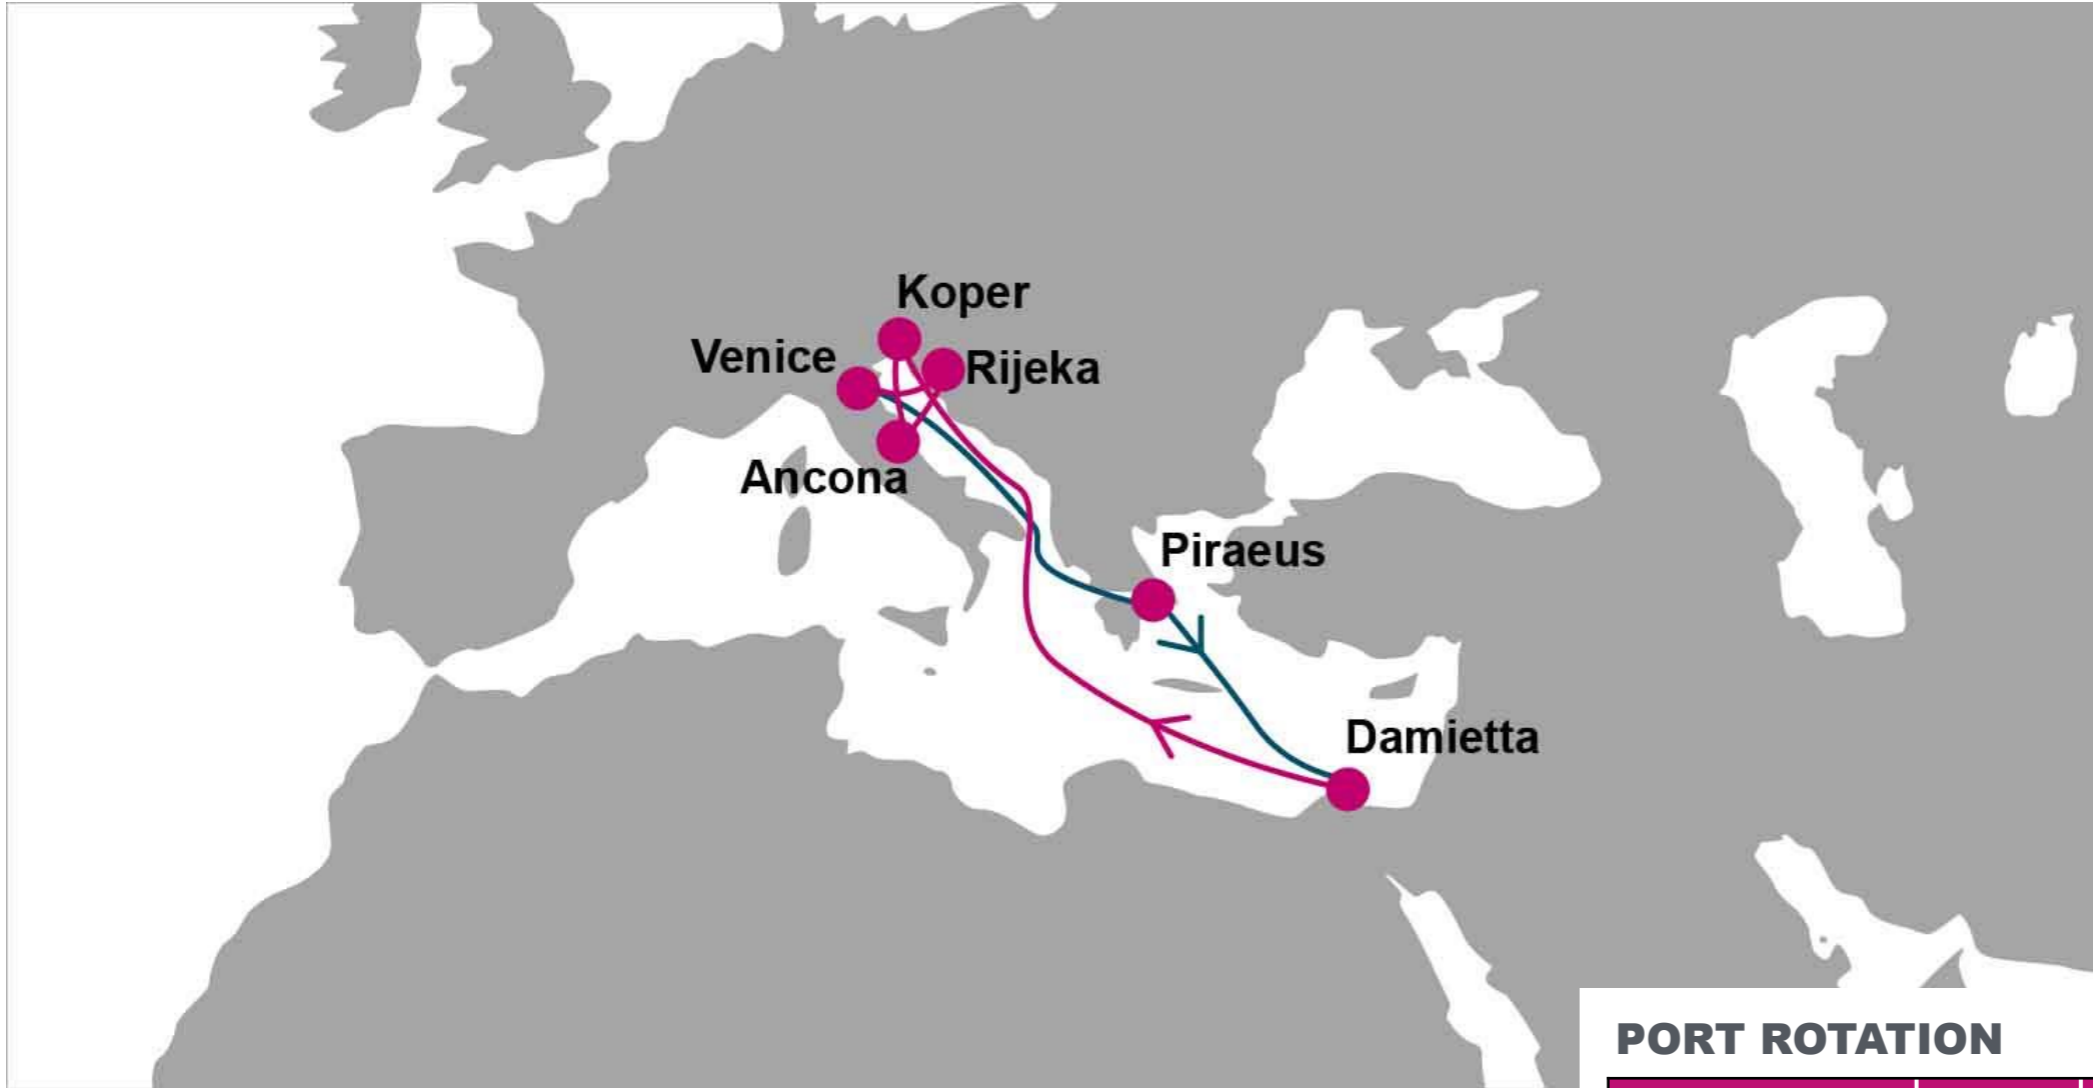 Koper
Venice
Rijeka
Ancona
Piraeus
Damietta
PORT ROTATION